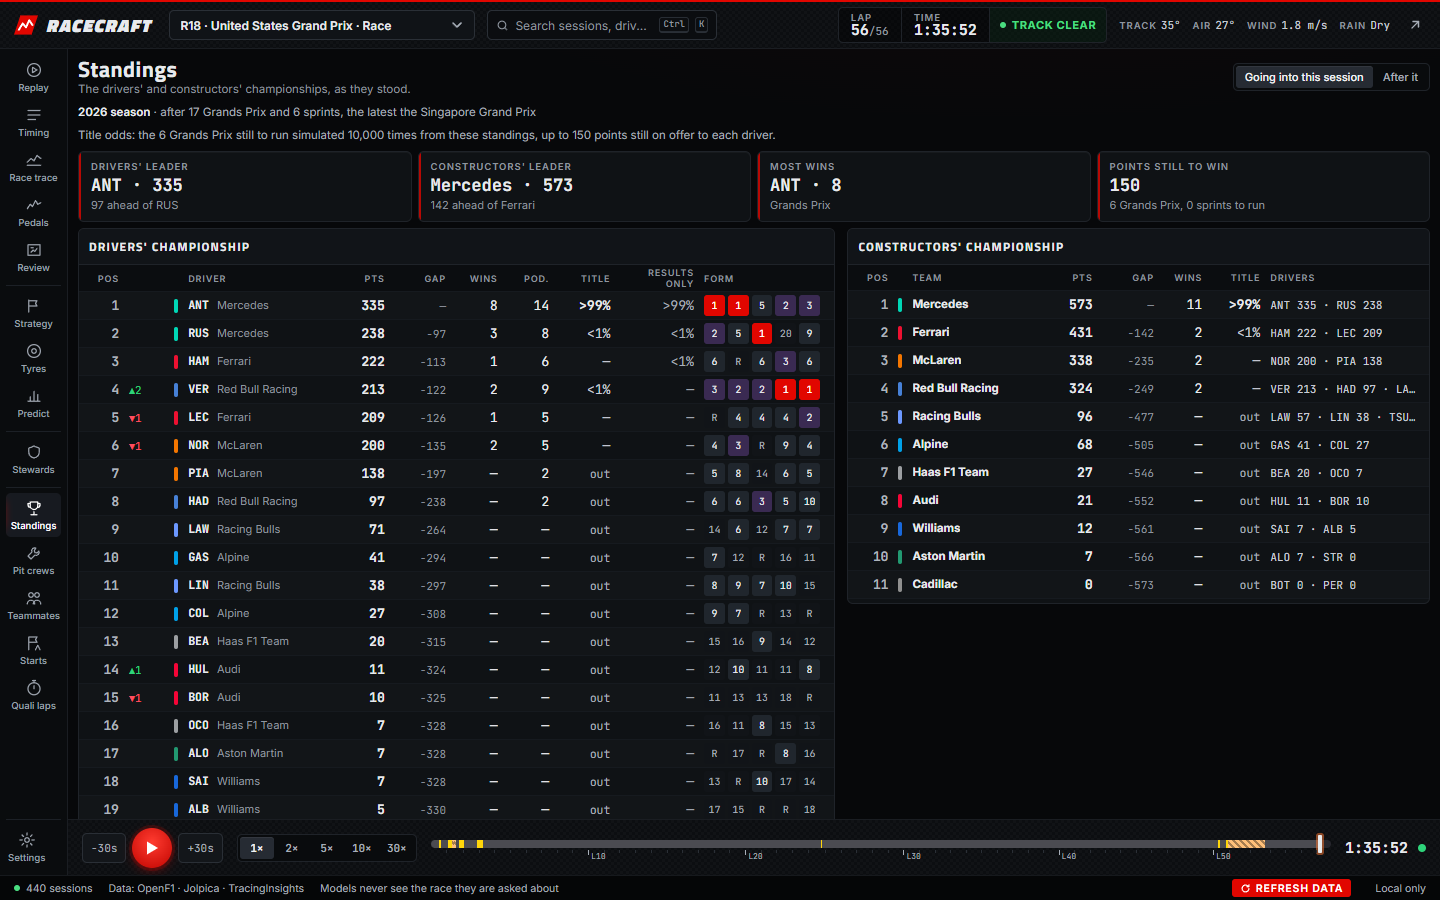 RACECRAFT
R18 · United States Grand Prix · Race
Search sessions, driv... Ctrl K
LAP 56/56
TIME 1:35:52
TRACK CLEAR
TRACK 35° AIR 27° WIND 1.8 m/s RAIN Dry
Replay
Timing
Race trace
Pedals
Review
Strategy
Tyres
Predict
Stewards
Standings
Pit crews
Teammates
Starts
Quali laps
Settings
Standings
The drivers' and constructors' championships, as they stood.
Going into this session After it
2026 season · after 17 Grands Prix and 6 sprints, the latest the Singapore Grand Prix
Title odds: the 6 Grands Prix still to run simulated 10,000 times from these standings, up to 150 points still on offer to each driver.
DRIVERS' LEADER
ANT · 335
97 ahead of RUS
CONSTRUCTORS' LEADER
Mercedes · 573
142 ahead of Ferrari
MOST WINS
ANT · 8
Grands Prix
POINTS STILL TO WIN
150
6 Grands Prix, 0 sprints to run
DRIVERS' CHAMPIONSHIP
POS DRIVER PTS GAP WINS POD. TITLE RESULTS ONLY FORM
1 ANT Mercedes 335 — 8 14 >99% >99% 1 1 5 2 3
2 RUS Mercedes 238 -97 3 8 <1% <1% 2 5 1 20 9
3 HAM Ferrari 222 -113 1 6 — <1% 6 R 6 3 6
4 ▲2 VER Red Bull Racing 213 -122 2 9 <1% — 3 2 2 1 1
5 ▼1 LEC Ferrari 209 -126 1 5 — — R 4 4 4 2
6 ▼1 NOR McLaren 200 -135 2 5 — — 4 3 R 9 4
7 PIA McLaren 138 -197 — 2 out — 5 8 14 6 5
8 HAD Red Bull Racing 97 -238 — 2 out — 6 6 3 5 10
9 LAW Racing Bulls 71 -264 — — out — 14 6 12 7 7
10 GAS Alpine 41 -294 — — out — 7 12 R 16 11
11 LIN Racing Bulls 38 -297 — — out — 8 9 7 10 15
12 COL Alpine 27 -308 — — out — 9 7 R 13 R
13 BEA Haas F1 Team 20 -315 — — out — 15 16 9 14 12
14 ▲1 HUL Audi 11 -324 — — out — 12 10 11 11 8
15 ▼1 BOR Audi 10 -325 — — out — 11 13 13 18 R
16 OCO Haas F1 Team 7 -328 — — out — 16 11 8 15 13
17 ALO Aston Martin 7 -328 — — out — R 17 R 8 16
18 SAI Williams 7 -328 — — out — 13 R 10 17 14
19 ALB Williams 5 -330 — — out — 17 15 R R 18
CONSTRUCTORS' CHAMPIONSHIP
POS TEAM PTS GAP WINS TITLE DRIVERS
1 Mercedes 573 — 11 >99% ANT 335 · RUS 238
2 Ferrari 431 -142 2 <1% HAM 222 · LEC 209
3 McLaren 338 -235 2 — NOR 200 · PIA 138
4 Red Bull Racing 324 -249 2 — VER 213 · HAD 97 · LA…
5 Racing Bulls 96 -477 — out LAW 57 · LIN 38 · TSU…
6 Alpine 68 -505 — out GAS 41 · COL 27
7 Haas F1 Team 27 -546 — out BEA 20 · OCO 7
8 Audi 21 -552 — out HUL 11 · BOR 10
9 Williams 12 -561 — out SAI 7 · ALB 5
10 Aston Martin 7 -566 — out ALO 7 · STR 0
11 Cadillac 0 -573 — out BOT 0 · PER 0
-30s +30s 1× 2× 5× 10× 30×
L10 L20 L30 L40 L50
1:35:52
440 sessions Data: OpenF1 · Jolpica · TracingInsights Models never see the race they are asked about
REFRESH DATA Local only